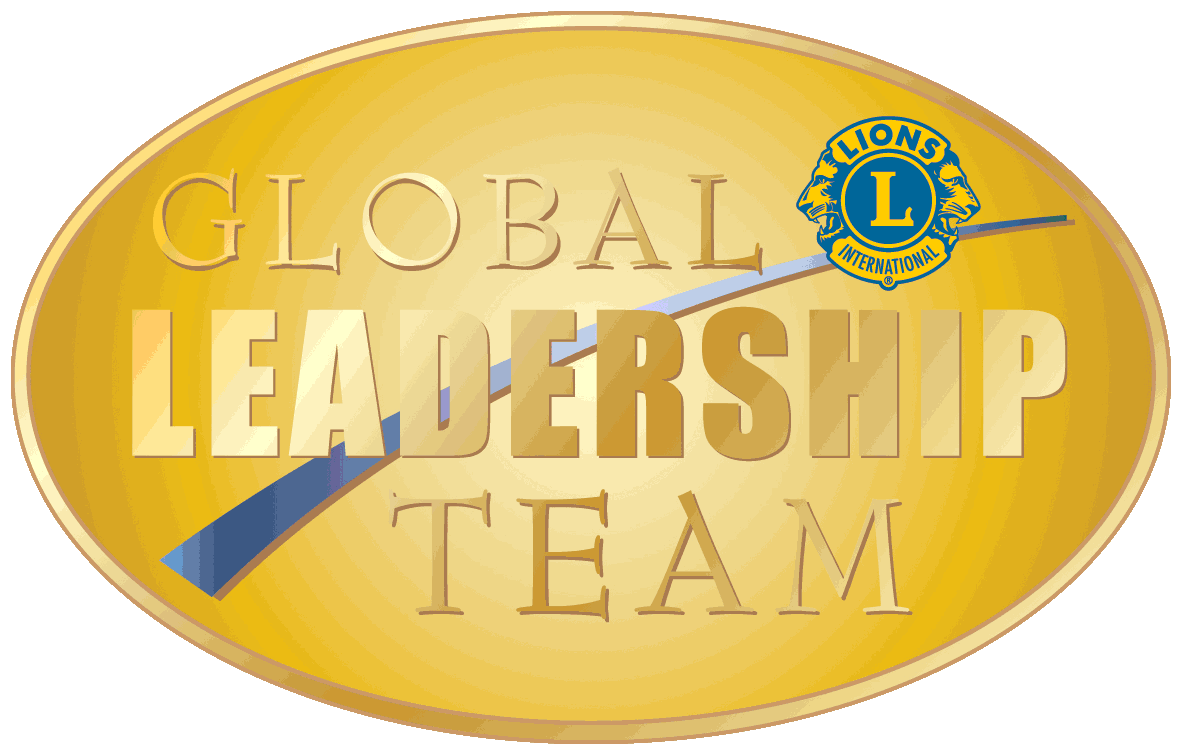 GLOBAL
LIONS
L
INTERNATIONAL
®
LEADERSHIP
TEAM